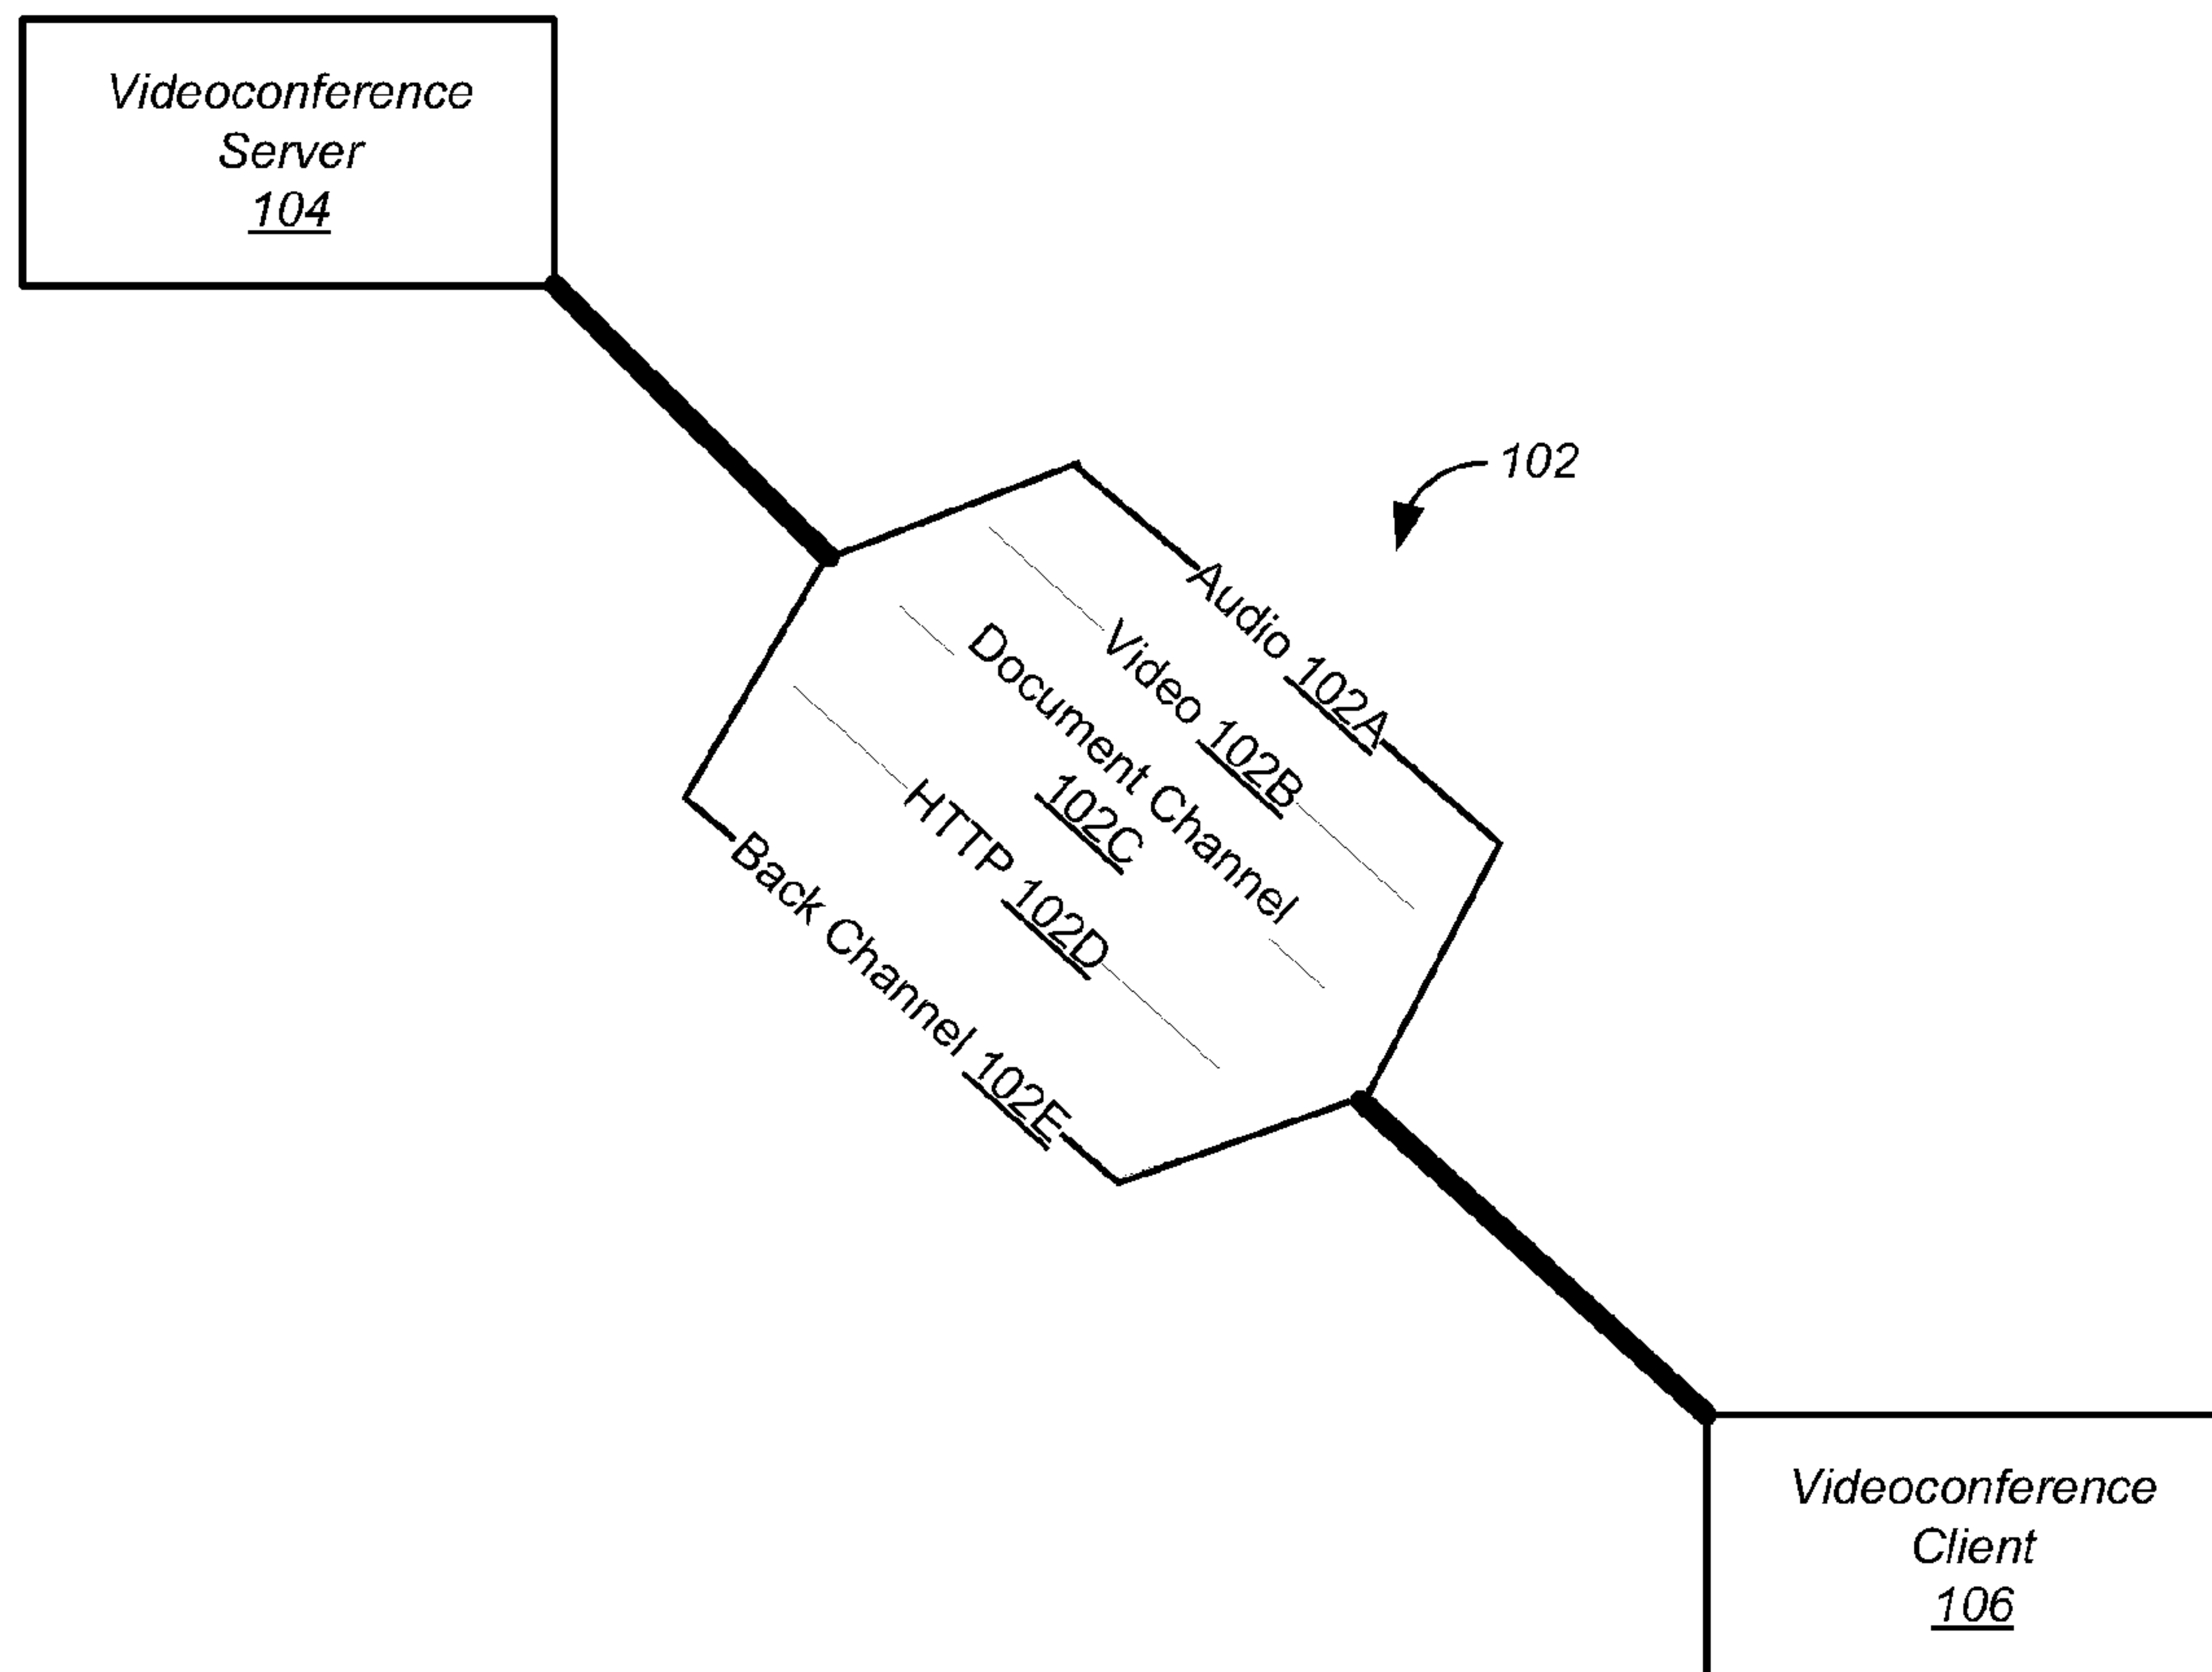 Videoconference
Server
104
102
Audio 102A
Video 102B
Document Channel
102C
HTTP 102D
Back Channel 102E
Videoconference
Client
106